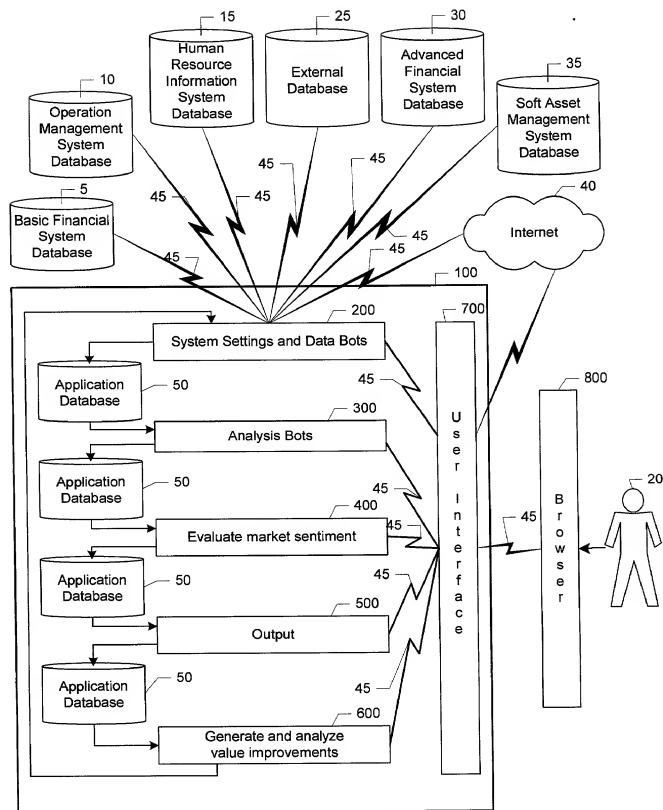 15
Human
Resource
Information
System
Database
25
External
Database
30
Advanced
Financial
System
Database
10
Operation
Management
System
Database
35
Soft Asset
Management
System
Database
5
Basic Financial
System
Database
40
Internet
45
45
45
45
45
45
45
100
200
System Settings and Data Bots
700
User Interface
Application
Database
50
45
300
Analysis Bots
Application
Database
50
45
400
Evaluate market sentiment
45
Application
Database
50
45
500
Output
Application
Database
50
45
600
Generate and analyze
value improvements
800
Browser
45
20